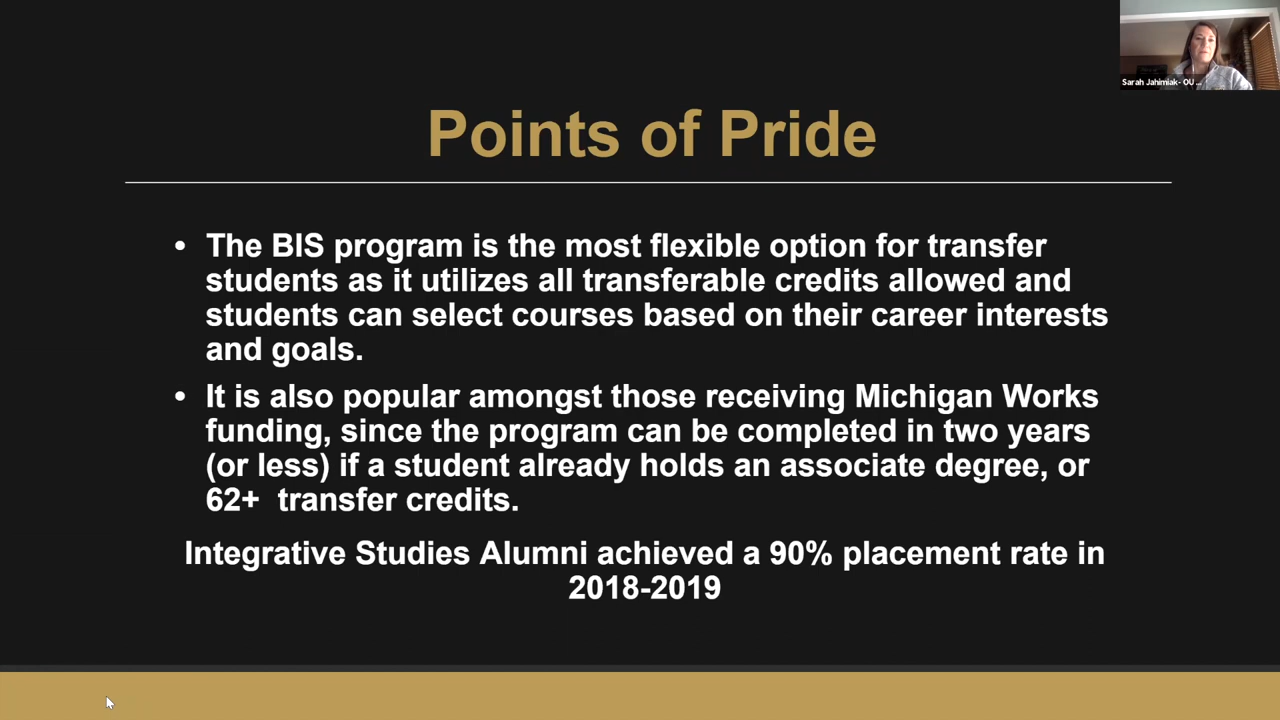 Sarah Jahimiak- OU ...
Points of Pride
• The BIS program is the most flexible option for transfer
students as it utilizes all transferable credits allowed and
students can select courses based on their career interests
and goals.
• It is also popular amongst those receiving Michigan Works
funding, since the program can be completed in two years
(or less) if a student already holds an associate degree, or
62+  transfer credits.
Integrative Studies Alumni achieved a 90% placement rate in
2018-2019